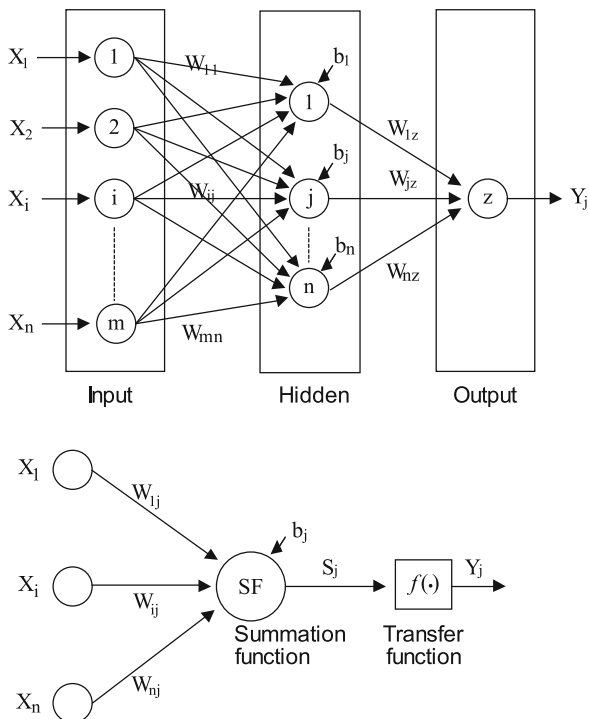 X₁
1
W₁₁
b₁
1
X₂
2
W₁z
bⱼ
Xᵢ
i
Wᵢⱼ
j
Wⱼz
z
Yⱼ
bₙ
n
Wₙz
Xₙ
m
Wₘₙ
Input
Hidden
Output
X₁
W₁ⱼ
bⱼ
Xᵢ
Wᵢⱼ
SF
Sⱼ
f(·)
Yⱼ
Summation
function
Transfer
function
Wₙⱼ
Xₙ